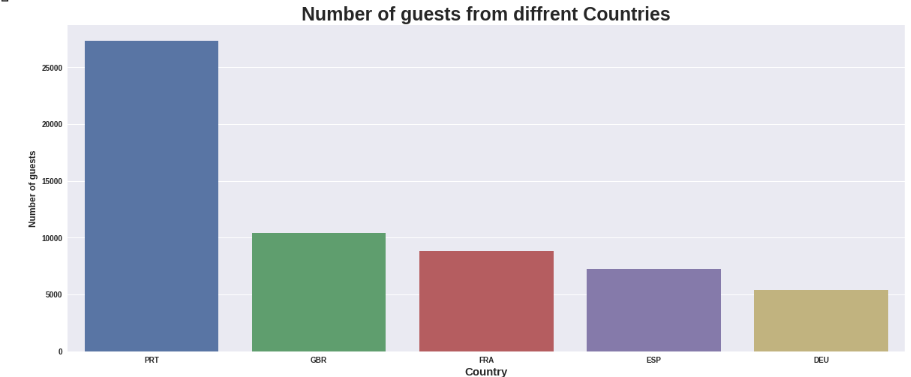 Number of guests from diffrent Countries
25000
20000
15000
10000
5000
0
Number of guests
PRT GBR FRA ESP DEU
Country